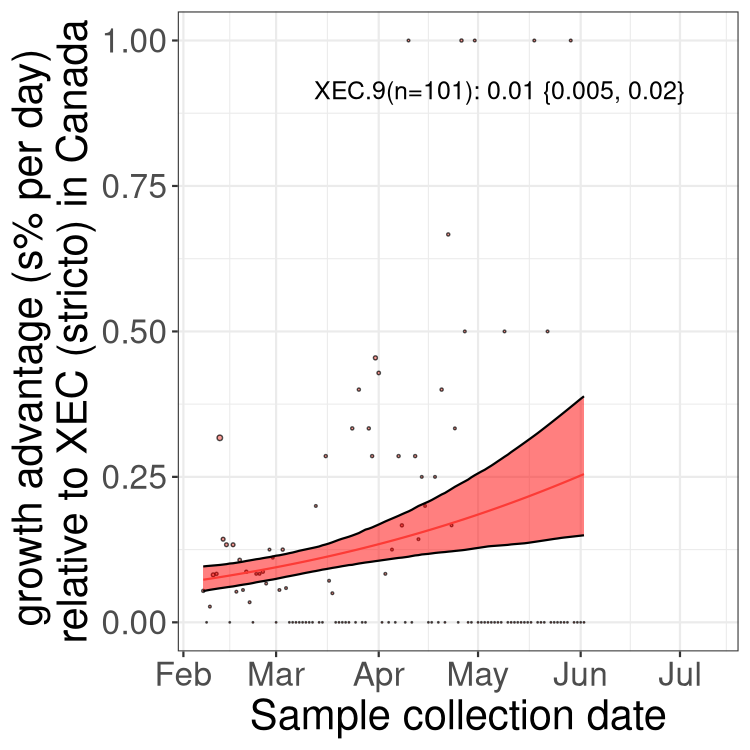 growth advantage (s% per day)
relative to XEC (stricto) in Canada
1.00
0.75
0.50
0.25
0.00
XEC.9(n=101): 0.01 {0.005, 0.02}
Feb Mar Apr May Jun Jul
Sample collection date